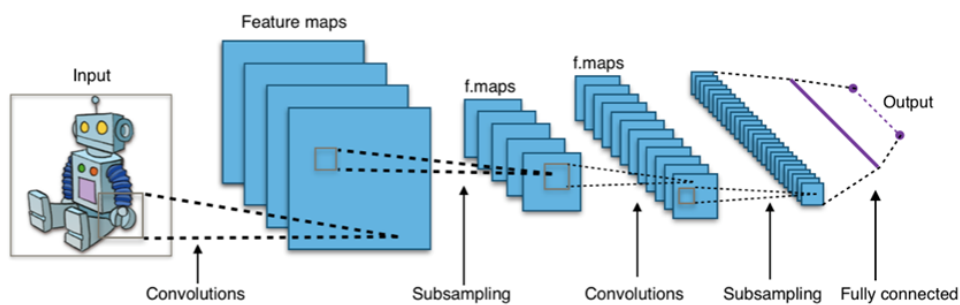 Feature maps
Input
f.maps
f.maps
Output
Convolutions
Subsampling
Convolutions
Subsampling
Fully connected